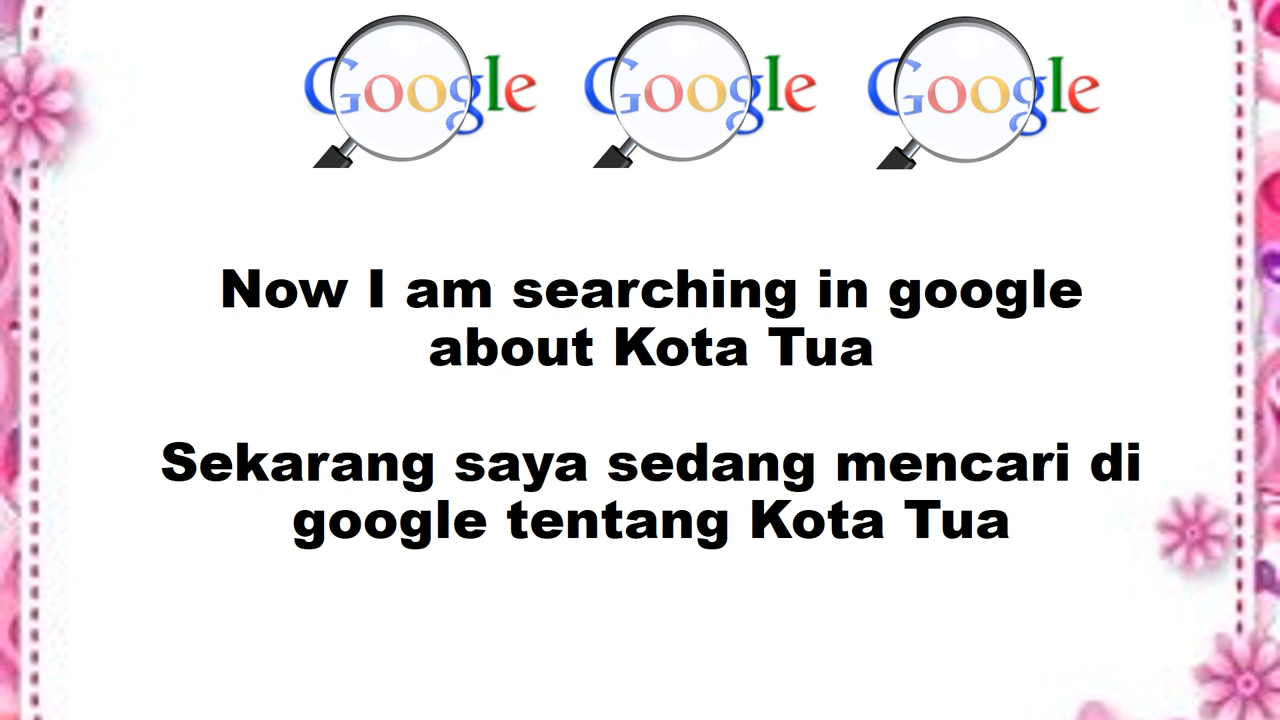 Google Google Google
Now I am searching in google
about Kota Tua
Sekarang saya sedang mencari di
google tentang Kota Tua